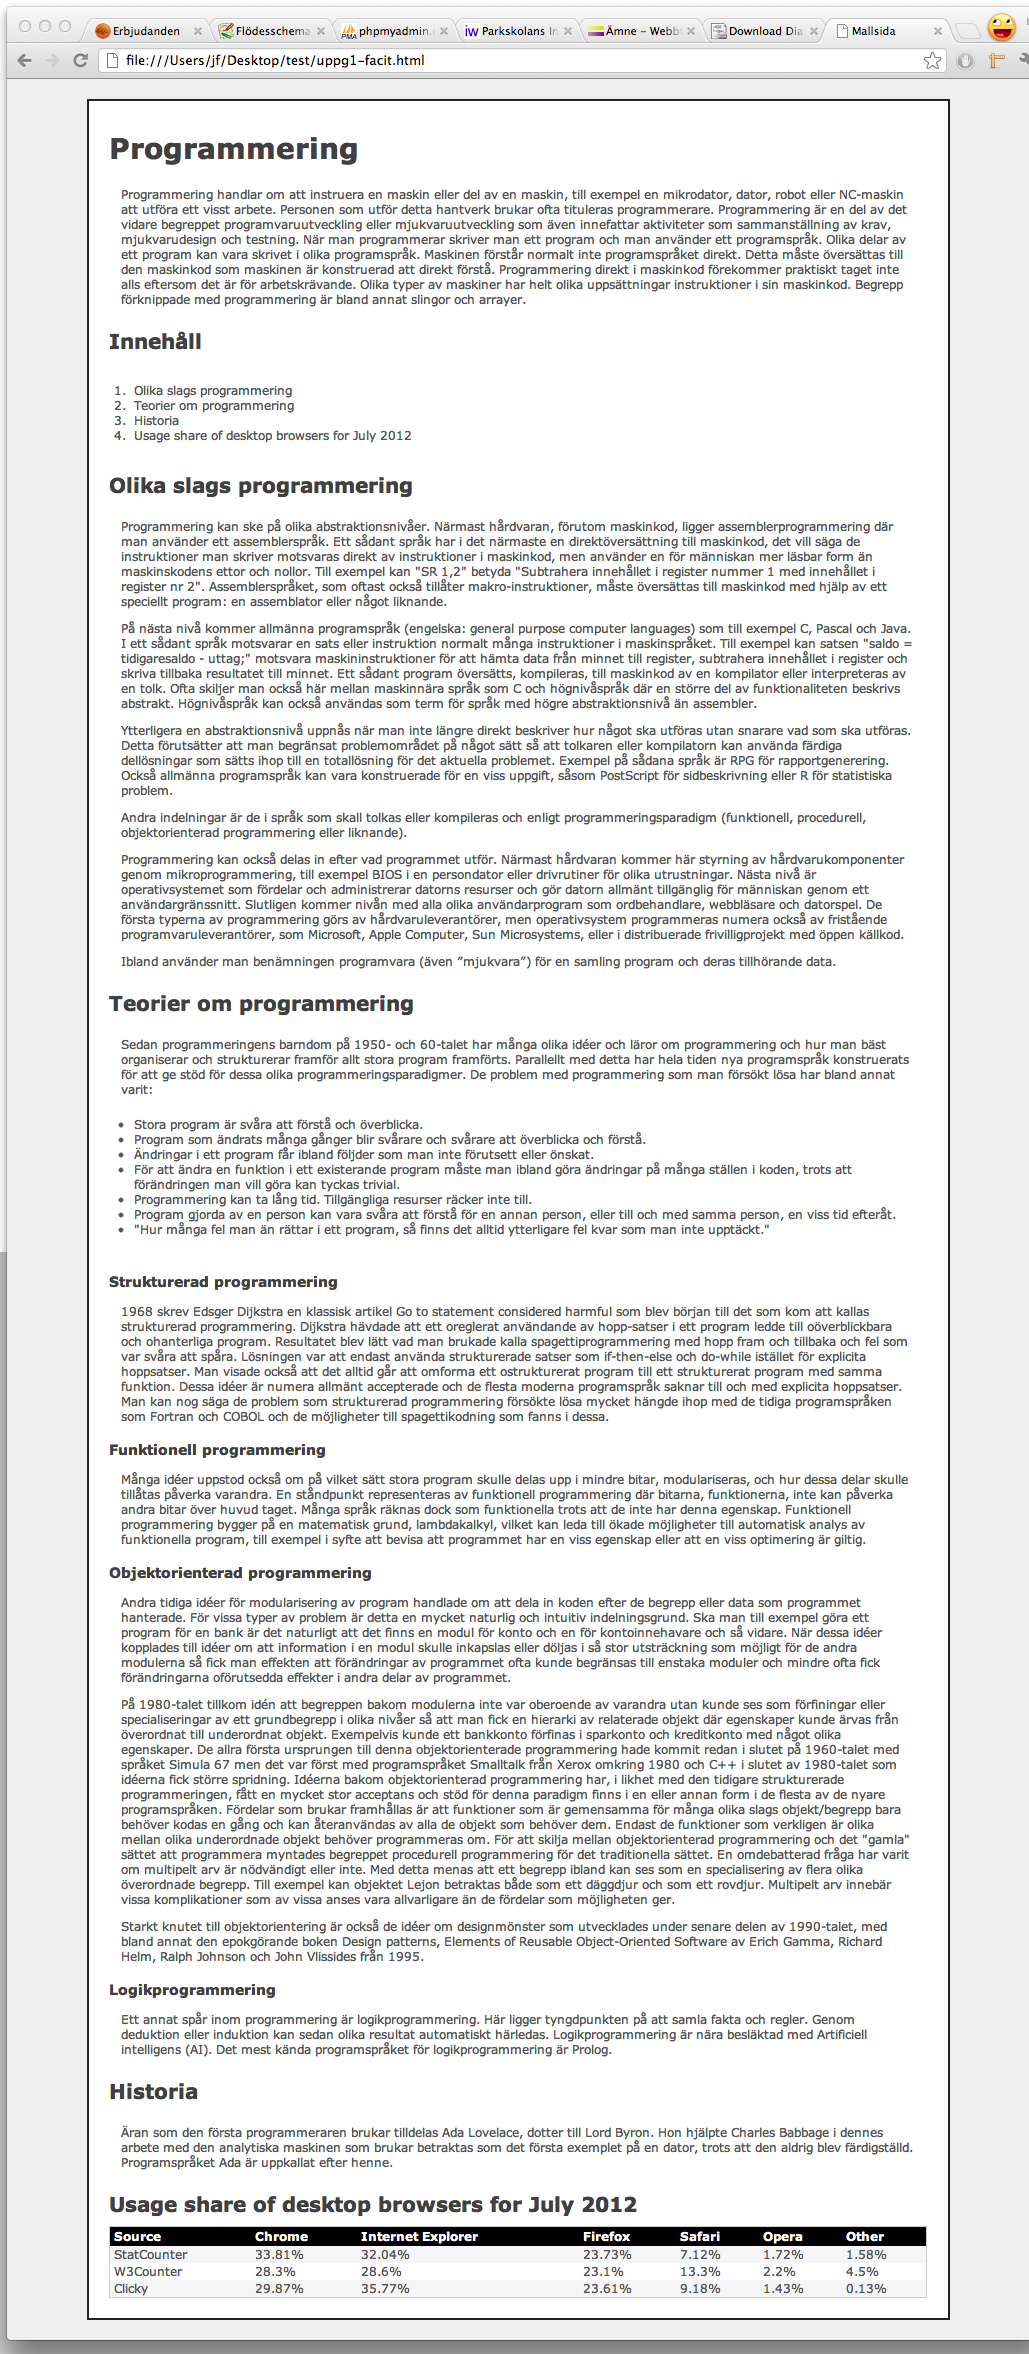 Erbjudanden
Flödesschema
phpmyadmin.
Parkskolans In
Ämne – Webb
Download Dia
Mallsida
file:///Users/jf/Desktop/test/uppg1-facit.html
Programmering
Programmering handlar om att instruera en maskin eller del av en maskin, till exempel en mikrodator, dator, robot eller NC-maskin
att utföra ett visst arbete. Personen som utför detta hantverk brukar ofta tituleras programmerare. Programmering är en del av det
vidare begreppet programvaruutveckling eller mjukvaruutveckling som även innefattar aktiviteter som sammanställning av krav,
mjukvarudesign och testning. När man programmerar skriver man ett program och man använder ett programspråk. Olika delar av
ett program kan vara skrivet i olika programspråk. Maskinen förstår normalt inte programspråket direkt. Detta måste översättas till
den maskinkod som maskinen är konstruerad att direkt förstå. Programmering direkt i maskinkod förekommer praktiskt taget inte
alls eftersom det är för arbetskrävande. Olika typer av maskiner har helt olika uppsättningar instruktioner i sin maskinkod. Begrepp
förknippade med programmering är bland annat slingor och arrayer.
Innehåll
1. Olika slags programmering
2. Teorier om programmering
3. Historia
4. Usage share of desktop browsers for July 2012
Olika slags programmering
Programmering kan ske på olika abstraktionsnivåer. Närmast hårdvaran, förutom maskinkod, ligger assemblerprogrammering där
man använder ett assemblerspråk. Ett sådant språk har i det närmaste en direktöversättning till maskinkod, det vill säga de
instruktioner man skriver motsvaras direkt av instruktioner i maskinkod, men använder en för människan mer läsbar form än
maskinskodens ettor och nollor. Till exempel kan "SR 1,2" betyda "Subtrahera innehållet i register nummer 1 med innehållet i
register nr 2". Assemblerspråket, som oftast också tillåter makro-instruktioner, måste översättas till maskinkod med hjälp av ett
speciellt program: en assemblator eller något liknande.
På nästa nivå kommer allmänna programspråk (engelska: general purpose computer languages) som till exempel C, Pascal och Java.
I ett sådant språk motsvarar en sats eller instruktion normalt många instruktioner i maskinspråket. Till exempel kan satsen "saldo =
tidigaresaldo - uttag;" motsvara maskininstruktioner för att hämta data från minnet till register, subtrahera innehållet i register och
skriva tillbaka resultatet till minnet. Ett sådant program översätts, kompileras, till maskinkod av en kompilator eller interpreteras av
en tolk. Ofta skiljer man också här mellan maskinnära språk som C och högnivåspråk där en större del av funktionaliteten beskrivs
abstrakt. Högnivåspråk kan också användas som term för språk med högre abstraktionsnivå än assembler.
Ytterligera en abstraktionsnivå uppnås när man inte längre direkt beskriver hur något ska utföras utan snarare vad som ska utföras.
Detta förutsätter att man begränsat problemområdet på något sätt så att tolkaren eller kompilatorn kan använda färdiga
dellösningar som sätts ihop till en totallösning för det aktuella problemet. Exempel på sådana språk är RPG för rapportgenerering.
Också allmänna programspråk kan vara konstruerade för en viss uppgift, såsom PostScript för sidbeskrivning eller R för statistiska
problem.
Andra indelningar är de i språk som skall tolkas eller kompileras och enligt programmeringsparadigm (funktionell, procedurell,
objektorienterad programmering eller liknande).
Programmering kan också delas in efter vad programmet utför. Närmast hårdvaran kommer här styrning av hårdvarukomponenter
genom mikroprogrammering, till exempel BIOS i en persondator eller drivrutiner för olika utrustningar. Nästa nivå är
operativsystemet som fördelar och administrerar datorns resurser och gör datorn allmänt tillgänglig för människan genom ett
användargränssnitt. Slutligen kommer nivån med alla olika användarprogram som ordbehandlare, webbläsare och datorspel. De
första typerna av programmering görs av hårdvaruleverantörer, men operativsystem programmeras numera också av fristående
programvaruleverantörer, som Microsoft, Apple Computer, Sun Microsystems, eller i distribuerade frivilligprojekt med öppen källkod.
Ibland använder man benämningen programvara (även ”mjukvara”) för en samling program och deras tillhörande data.
Teorier om programmering
Sedan programmeringens barndom på 1950- och 60-talet har många olika idéer och läror om programmering och hur man bäst
organiserar och strukturerar framför allt stora program framförts. Parallellt med detta har hela tiden nya programspråk konstruerats
för att ge stöd för dessa olika programmeringsparadigmer. De problem med programmering som man försökt lösa har bland annat
varit:
• Stora program är svåra att förstå och överblicka.
• Program som ändrats många gånger blir svårare och svårare att överblicka och förstå.
• Ändringar i ett program får ibland följder som man inte förutsett eller önskat.
• För att ändra en funktion i ett existerande program måste man ibland göra ändringar på många ställen i koden, trots att
förändringen man vill göra kan tyckas trivial.
• Programmering kan ta lång tid. Tillgängliga resurser räcker inte till.
• Program gjorda av en person kan vara svåra att förstå för en annan person, eller till och med samma person, en viss tid efteråt.
• "Hur många fel man än rättar i ett program, så finns det alltid ytterligare fel kvar som man inte upptäckt."
Strukturerad programmering
1968 skrev Edsger Dijkstra en klassisk artikel Go to statement considered harmful som blev början till det som kom att kallas
strukturerad programmering. Dijkstra hävdade att ett oreglerat användande av hopp-satser i ett program ledde till oöverblickbara
och ohanterliga program. Resultatet blev lätt vad man brukade kalla spagettiprogrammering med hopp fram och tillbaka och fel som
var svåra att spåra. Lösningen var att endast använda strukturerade satser som if-then-else och do-while istället för explicita
hoppsatser. Man visade också att det alltid går att omforma ett ostrukturerat program till ett strukturerat program med samma
funktion. Dessa idéer är numera allmänt accepterade och de flesta moderna programspråk saknar till och med explicita hoppsatser.
Man kan nog säga de problem som strukturerad programmering försökte lösa mycket hängde ihop med de tidiga programspråken
som Fortran och COBOL och de möjligheter till spagettikodning som fanns i dessa.
Funktionell programmering
Många idéer uppstod också om på vilket sätt stora program skulle delas upp i mindre bitar, modulariseras, och hur dessa delar skulle
tillåtas påverka varandra. En ståndpunkt representeras av funktionell programmering där bitarna, funktionerna, inte kan påverka
andra bitar över huvud taget. Många språk räknas dock som funktionella trots att de inte har denna egenskap. Funktionell
programmering bygger på en matematisk grund, lambdakalkyl, vilket kan leda till ökade möjligheter till automatisk analys av
funktionella program, till exempel i syfte att bevisa att programmet har en viss egenskap eller att en viss optimering är giltig.
Objektorienterad programmering
Andra tidiga idéer för modularisering av program handlade om att dela in koden efter de begrepp eller data som programmet
hanterade. För vissa typer av problem är detta en mycket naturlig och intuitiv indelningsgrund. Ska man till exempel göra ett
program för en bank är det naturligt att det finns en modul för konto och en för kontoinnehavare och så vidare. När dessa idéer
kopplades till idéer om att information i en modul skulle inkapslas eller döljas i så stor utsträckning som möjligt för de andra
modulerna så fick man effekten att förändringar av programmet ofta kunde begränsas till enstaka moduler och mindre ofta fick
förändringarna oförutsedda effekter i andra delar av programmet.
På 1980-talet tillkom idén att begreppen bakom modulerna inte var oberoende av varandra utan kunde ses som förfiningar eller
specialiseringar av ett grundbegrepp i olika nivåer så att man fick en hierarki av relaterade objekt där egenskaper kunde ärvas från
överordnat till underordnat objekt. Exempelvis kunde ett bankkonto förfinas i sparkonto och kreditkonto med något olika
egenskaper. De allra första ursprungen till denna objektorienterade programmering hade kommit redan i slutet på 1960-talet med
språket Simula 67 men det var först med programspråket Smalltalk från Xerox omkring 1980 och C++ i slutet av 1980-talet som
idéerna fick större spridning. Idéerna bakom objektorienterad programmering har, i likhet med den tidigare strukturerade
programmeringen, fått en mycket stor acceptans och stöd för denna paradigm finns i en eller annan form i de flesta av de nyare
programspråken. Fördelar som brukar framhållas är att funktioner som är gemensamma för många olika slags objekt/begrepp bara
behöver kodas en gång och kan återanvändas av alla de objekt som behöver dem. Endast de funktioner som verkligen är olika
mellan olika underordnade objekt behöver programmeras om. För att skilja mellan objektorienterad programmering och det "gamla"
sättet att programmera myntades begreppet procedurell programmering för det traditionella sättet. En omdebatterad fråga har varit
om multipelt arv är nödvändigt eller inte. Med detta menas att ett begrepp ibland kan ses som en specialisering av flera olika
överordnade begrepp. Till exempel kan objektet Lejon betraktas både som ett däggdjur och som ett rovdjur. Multipelt arv innebär
vissa komplikationer som av vissa anses vara allvarligare än de fördelar som möjligheten ger.
Starkt knutet till objektorientering är också de idéer om designmönster som utvecklades under senare delen av 1990-talet, med
bland annat den epokgörande boken Design patterns, Elements of Reusable Object-Oriented Software av Erich Gamma, Richard
Helm, Ralph Johnson och John Vlissides från 1995.
Logikprogrammering
Ett annat spår inom programmering är logikprogrammering. Här ligger tyngdpunkten på att samla fakta och regler. Genom
deduktion eller induktion kan sedan olika resultat automatiskt härledas. Logikprogrammering är nära besläktad med Artificiell
intelligens (AI). Det mest kända programspråket för logikprogrammering är Prolog.
Historia
Äran som den första programmeraren brukar tilldelas Ada Lovelace, dotter till Lord Byron. Hon hjälpte Charles Babbage i dennes
arbete med den analytiska maskinen som brukar betraktas som det första exemplet på en dator, trots att den aldrig blev färdigställd.
Programspråket Ada är uppkallat efter henne.
Usage share of desktop browsers for July 2012
Source Chrome Internet Explorer Firefox Safari Opera Other
StatCounter 33.81% 32.04% 23.73% 7.12% 1.72% 1.58%
W3Counter 28.3% 28.6% 23.1% 13.3% 2.2% 4.5%
Clicky 29.87% 35.77% 23.61% 9.18% 1.43% 0.13%